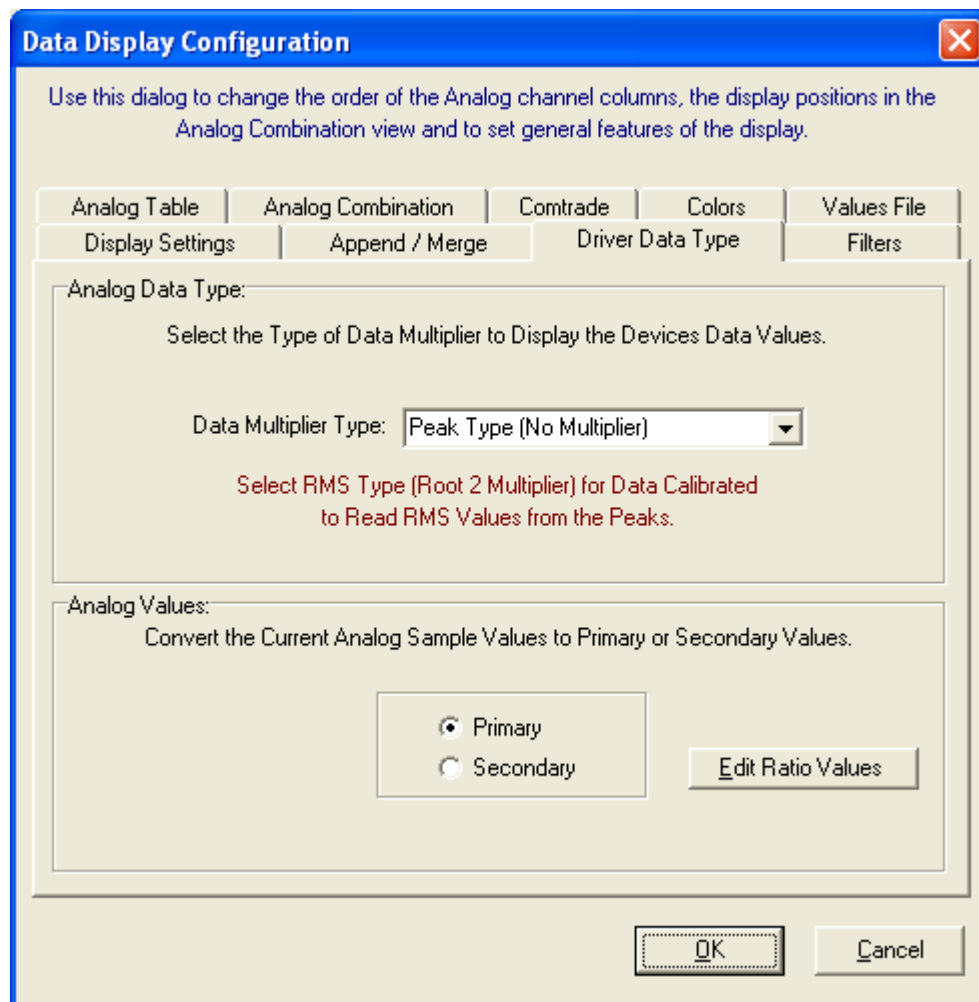 Data Display Configuration
Use this dialog to change the order of the Analog channel columns, the display positions in the
Analog Combination view and to set general features of the display.
Analog Table
Analog Combination
Comtrade
Colors
Values File
Display Settings
Append / Merge
Driver Data Type
Filters
Analog Data Type:
Select the Type of Data Multiplier to Display the Devices Data Values.
Data Multiplier Type:
Peak Type (No Multiplier)
Select RMS Type (Root 2 Multiplier) for Data Calibrated
to Read RMS Values from the Peaks.
Analog Values:
Convert the Current Analog Sample Values to Primary or Secondary Values.
Primary
Secondary
Edit Ratio Values
OK
Cancel